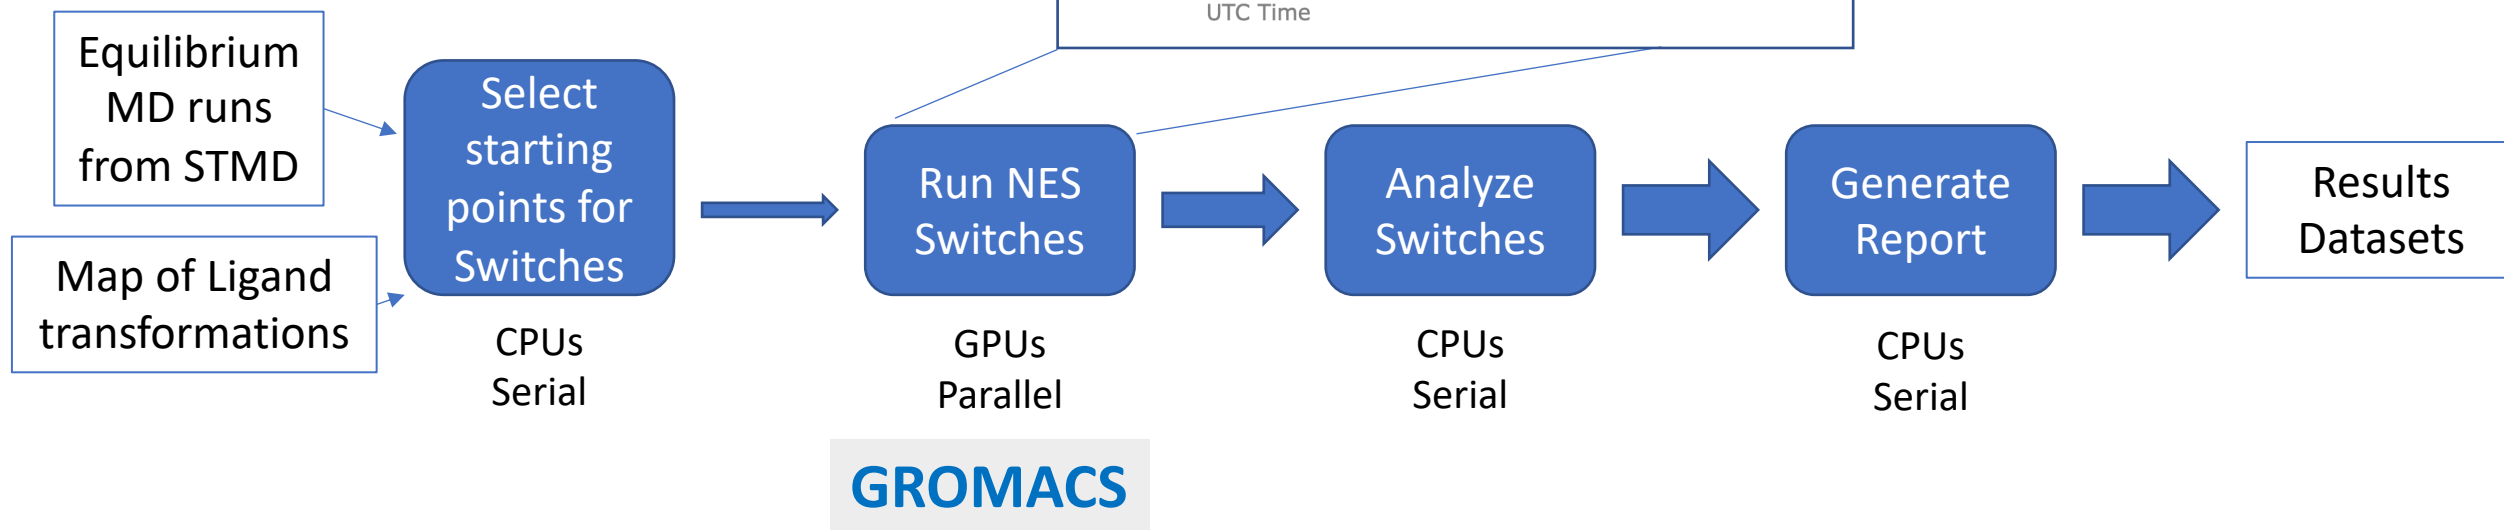 UTC Time
Equilibrium
MD runs
from STMD
Map of Ligand
transformations
Select
starting
points for
Switches
CPUs
Serial
Run NES
Switches
GPUs
Parallel
GROMACS
Analyze
Switches
CPUs
Serial
Generate
Report
CPUs
Serial
Results
Datasets